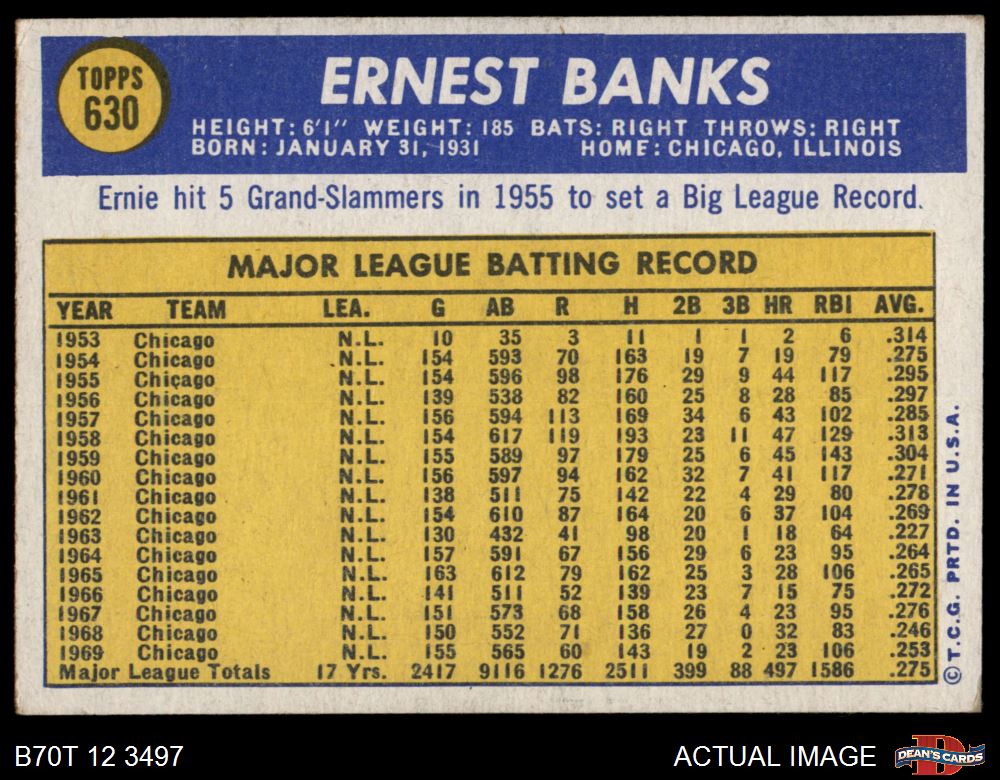 TOPPS
630
ERNEST BANKS
HEIGHT: 6'1" WEIGHT: 185 BATS: RIGHT THROWS: RIGHT
BORN: JANUARY 31, 1931 HOME: CHICAGO, ILLINOIS
Ernie hit 5 Grand-Slammers in 1955 to set a Big League Record.
MAJOR LEAGUE BATTING RECORD
YEAR TEAM LEA. G AB R H 2B 3B HR RBI AVG.
1953 Chicago N.L. 10 35 3 11 1 1 2 6 .314
1954 Chicago N.L. 154 593 70 163 19 7 19 79 .275
1955 Chicago N.L. 154 596 98 176 29 9 44 117 .295
1956 Chicago N.L. 139 538 82 160 25 8 28 85 .297
1957 Chicago N.L. 156 594 113 169 34 6 43 102 .285
1958 Chicago N.L. 154 617 119 193 23 11 47 129 .313
1959 Chicago N.L. 155 589 97 179 25 6 45 143 .304
1960 Chicago N.L. 156 597 94 162 32 7 41 117 .271
1961 Chicago N.L. 138 511 75 142 22 4 29 80 .278
1962 Chicago N.L. 154 610 87 164 20 6 37 104 .269
1963 Chicago N.L. 130 432 41 98 20 1 18 64 .227
1964 Chicago N.L. 157 591 67 156 29 6 23 95 .264
1965 Chicago N.L. 163 612 79 162 25 3 28 106 .265
1966 Chicago N.L. 141 511 52 139 23 7 15 75 .272
1967 Chicago N.L. 151 573 68 158 26 4 23 95 .276
1968 Chicago N.L. 150 552 71 136 27 0 32 83 .246
1969 Chicago N.L. 155 565 60 143 19 2 23 106 .253
Major League Totals 17 Yrs. 2417 9116 1276 2511 399 88 497 1586 .275
© T.C.G. PRTD. IN U.S.A.
B70T 12 3497
ACTUAL IMAGE
DEAN'S CARDS